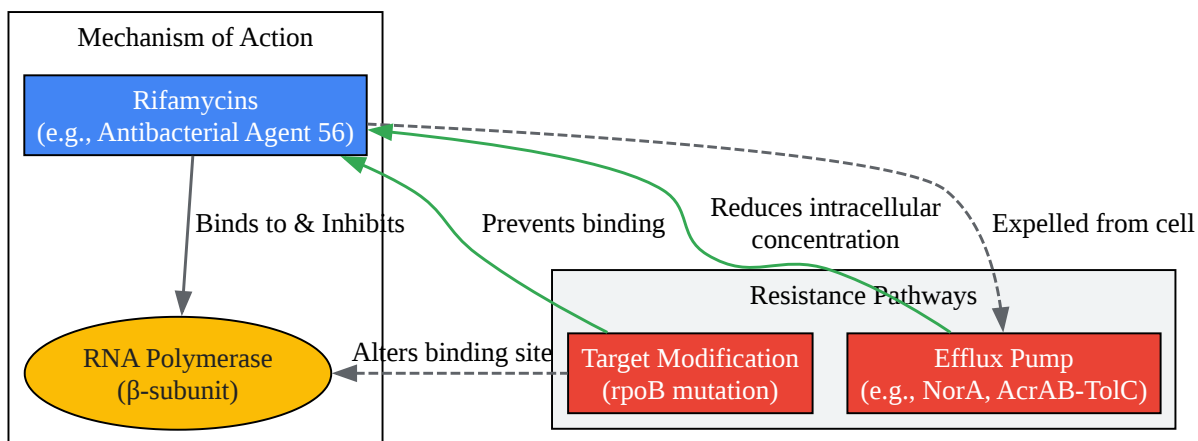 Mechanism of Action
Rifamycins
(e.g., Antibacterial Agent 56)
Binds to & Inhibits
Prevents binding
Reduces intracellular
concentration
Expelled from cell
Resistance Pathways
RNA Polymerase
(β-subunit)
Alters binding site
Target Modification
(rpoB mutation)
Efflux Pump
(e.g., NorA, AcrAB-TolC)